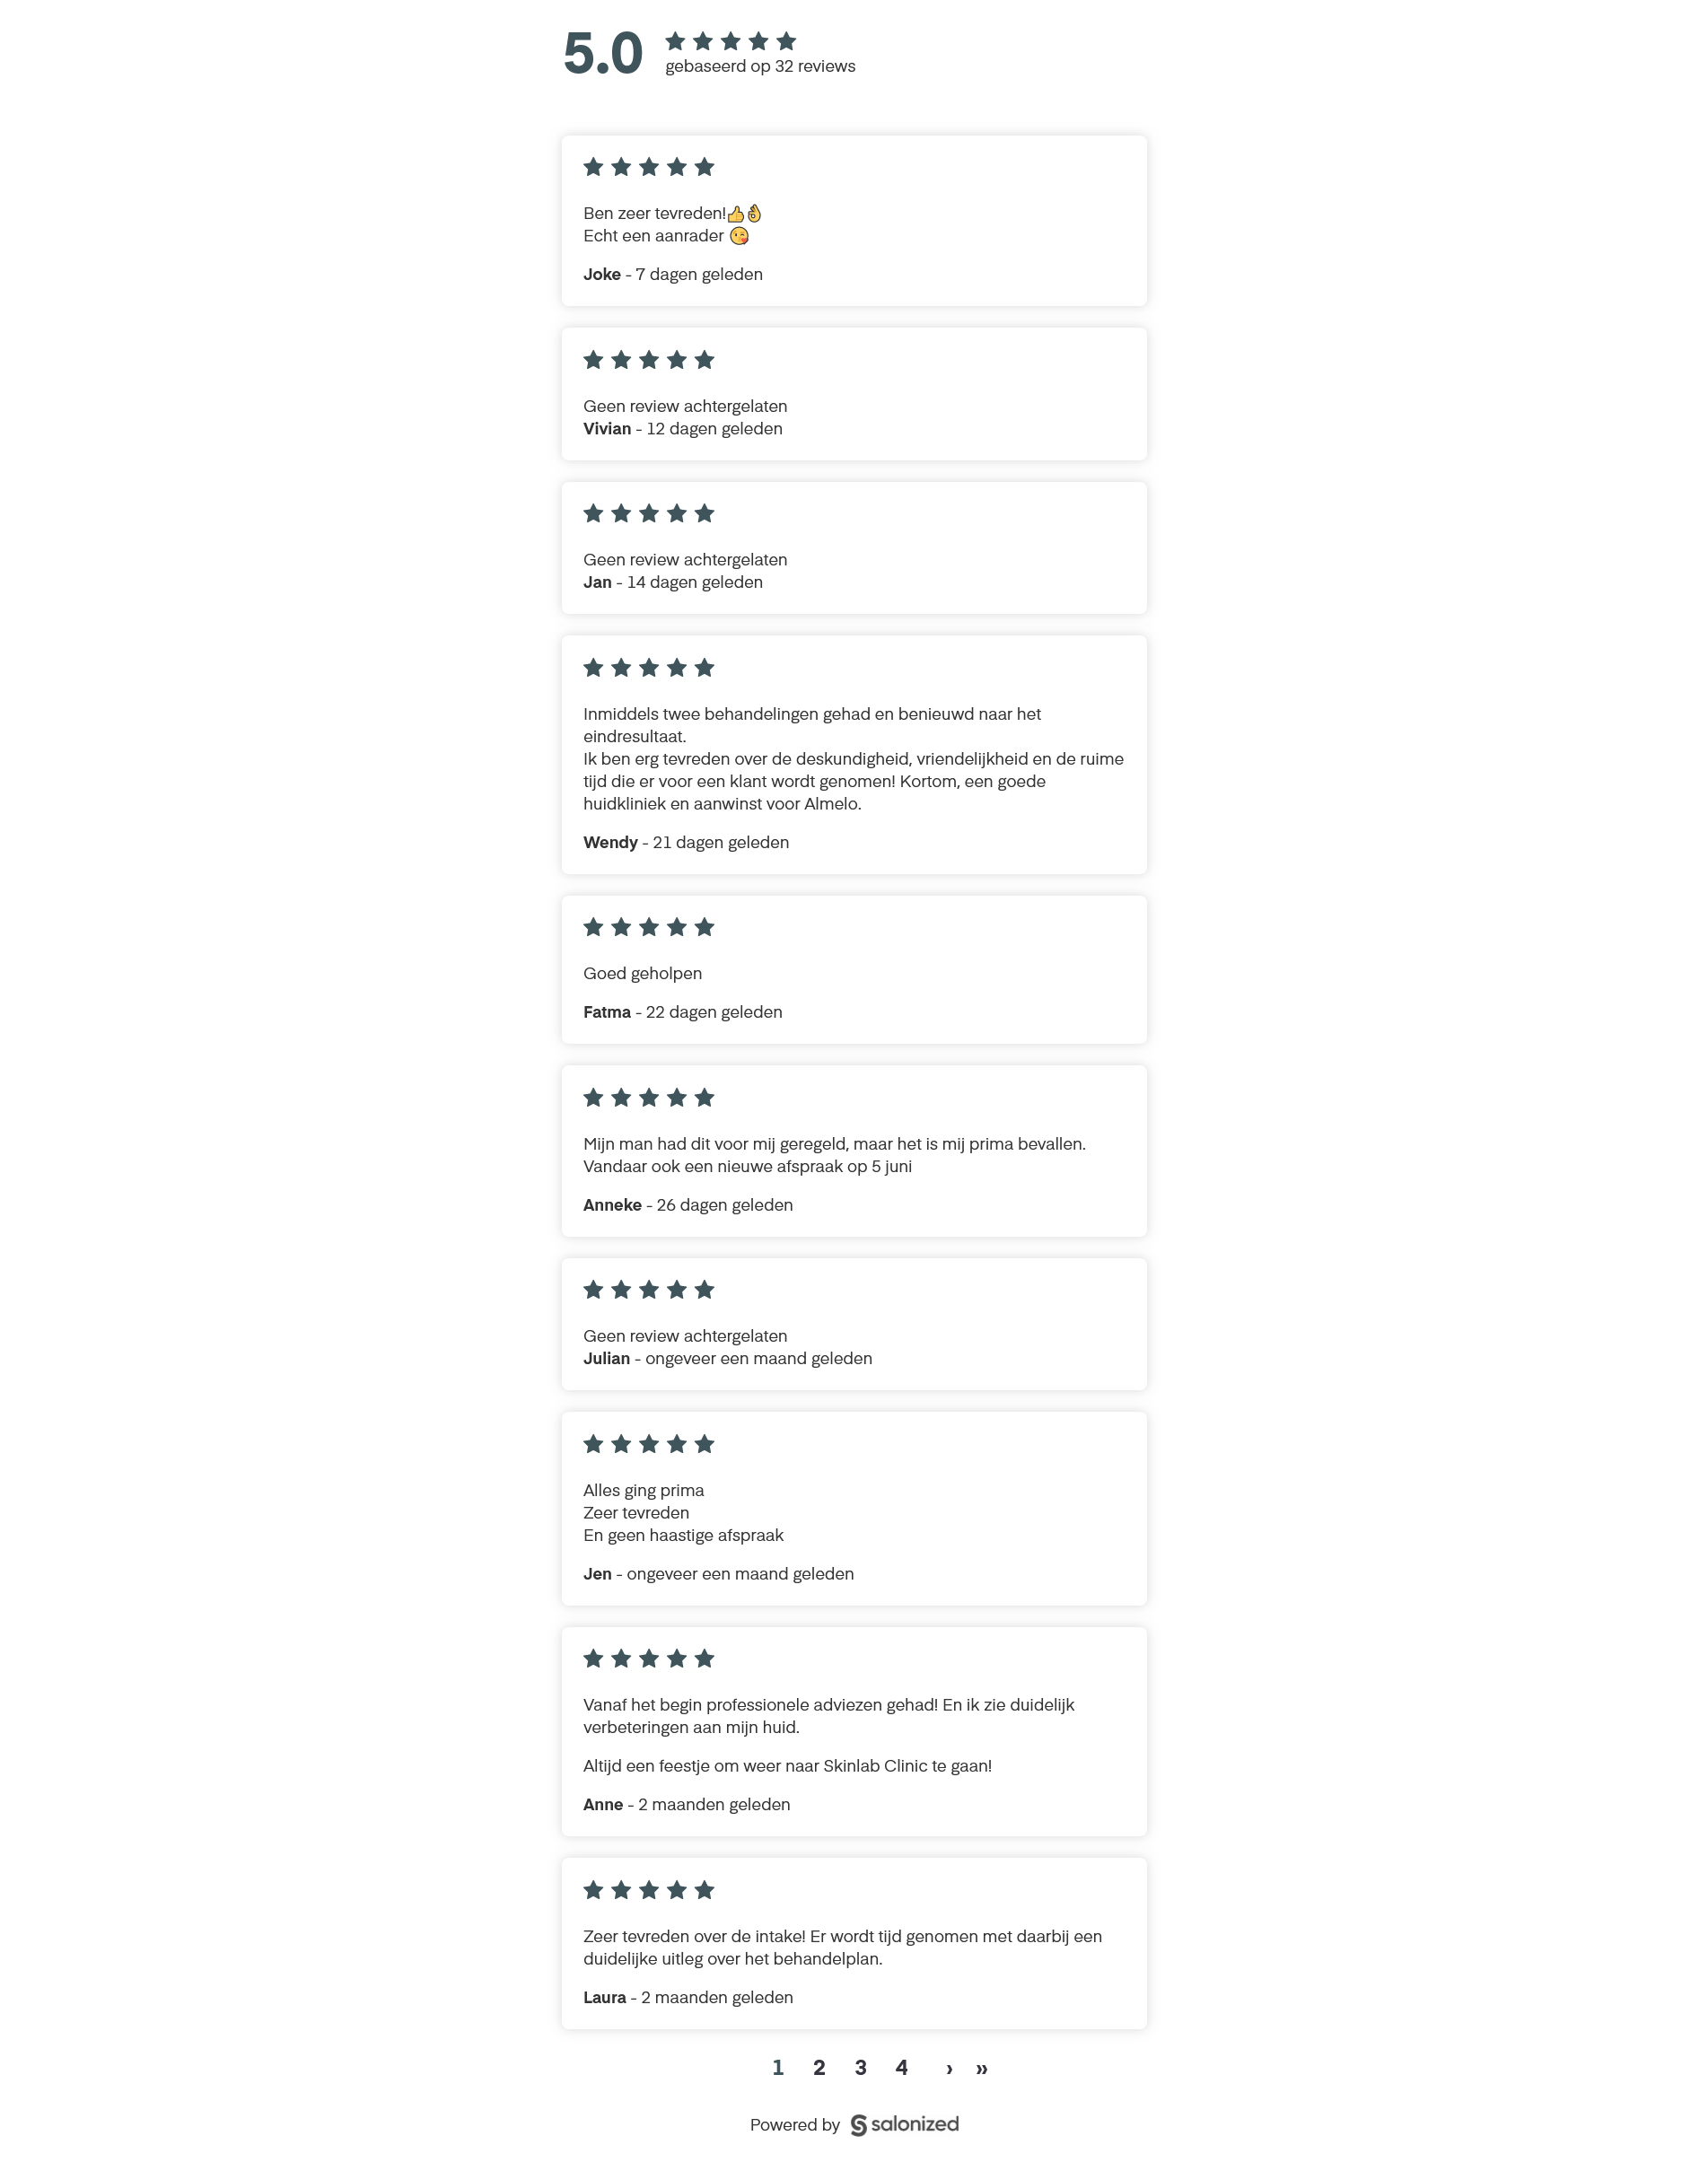 5.0
gebaseerd op 32 reviews
Ben zeer tevreden!👍👌
Echt een aanrader 😘
Joke - 7 dagen geleden
Geen review achtergelaten
Vivian - 12 dagen geleden
Geen review achtergelaten
Jan - 14 dagen geleden
Inmiddels twee behandelingen gehad en benieuwd naar het
eindresultaat.
Ik ben erg tevreden over de deskundigheid, vriendelijkheid en de ruime
tijd die er voor een klant wordt genomen! Kortom, een goede
huidkliniek en aanwinst voor Almelo.
Wendy - 21 dagen geleden
Goed geholpen
Fatma - 22 dagen geleden
Mijn man had dit voor mij geregeld, maar het is mij prima bevallen.
Vandaar ook een nieuwe afspraak op 5 juni
Anneke - 26 dagen geleden
Geen review achtergelaten
Julian - ongeveer een maand geleden
Alles ging prima
Zeer tevreden
En geen haastige afspraak
Jen - ongeveer een maand geleden
Vanaf het begin professionele adviezen gehad! En ik zie duidelijk
verbeteringen aan mijn huid.
Altijd een feestje om weer naar Skinlab Clinic te gaan!
Anne - 2 maanden geleden
Zeer tevreden over de intake! Er wordt tijd genomen met daarbij een
duidelijke uitleg over het behandelplan.
Laura - 2 maanden geleden
1 2 3 4 › »
Powered by salonized